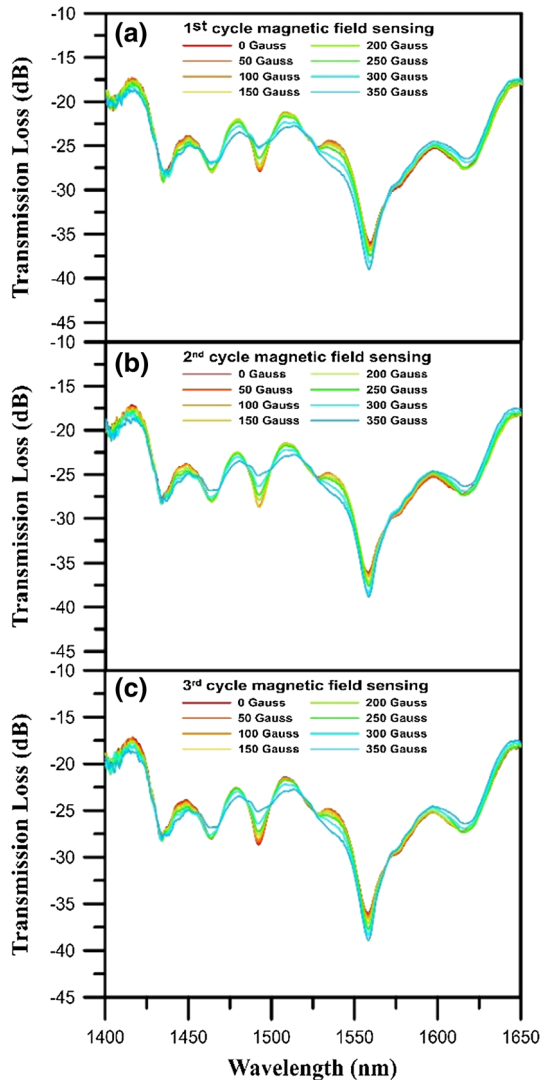 (a)
1st cycle magnetic field sensing
0 Gauss 200 Gauss
50 Gauss 250 Gauss
100 Gauss 300 Gauss
150 Gauss 350 Gauss
Transmission Loss (dB)
-10
-15
-20
-25
-30
-35
-40
-45
(b)
2nd cycle magnetic field sensing
0 Gauss 200 Gauss
50 Gauss 250 Gauss
100 Gauss 300 Gauss
150 Gauss 350 Gauss
Transmission Loss (dB)
-10
-15
-20
-25
-30
-35
-40
-45
(c)
3rd cycle magnetic field sensing
0 Gauss 200 Gauss
50 Gauss 250 Gauss
100 Gauss 300 Gauss
150 Gauss 350 Gauss
Transmission Loss (dB)
-10
-15
-20
-25
-30
-35
-40
-45
1400 1450 1500 1550 1600 1650
Wavelength (nm)